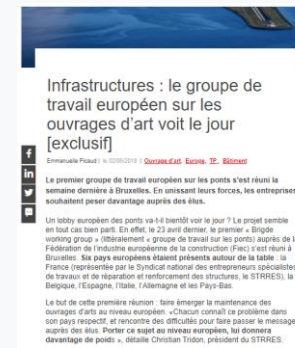 Infrastructures : le groupe de
travail européen sur les
ouvrages d'art voit le jour
[exclusif]
Emmanuelle Picaud | le 02/05/2018 | Ouvrage d'art, Europe, TP, Bâtiment
Le premier groupe de travail européen sur les ponts s'est réuni la
semaine dernière à Bruxelles. En unissant leurs forces, les entreprises
souhaitent peser davantage auprès des élus.
Un lobby européen des ponts va-t-il bientôt voir le jour ? Le projet semble
en tout cas bien parti. En effet, le 23 avril dernier, le premier « Brigde
working group » (littéralement « groupe de travail sur les ponts) auprès de la
Fédération de l'industrie européenne de la construction (Fiec) s'est réuni à
Bruxelles. Six pays européens étaient présents autour de la table : la
France (représentée par le Syndicat national des entrepreneurs spécialistes
de travaux et de réparation et renforcement des structures, le STRRES), la
Belgique, l'Espagne, l'Italie, l'Allemagne et les Pays-Bas.
Le but de cette première réunion : faire émerger la maintenance des
ouvrages d'arts au niveau européen. «Chacun connaît ce problème dans
son pays respectif, et rencontre des difficultés pour faire passer le message
auprès des élus. Porter ce sujet au niveau européen, lui donnera
davantage de poids », détaille Christian Tridon, président du STRRES.